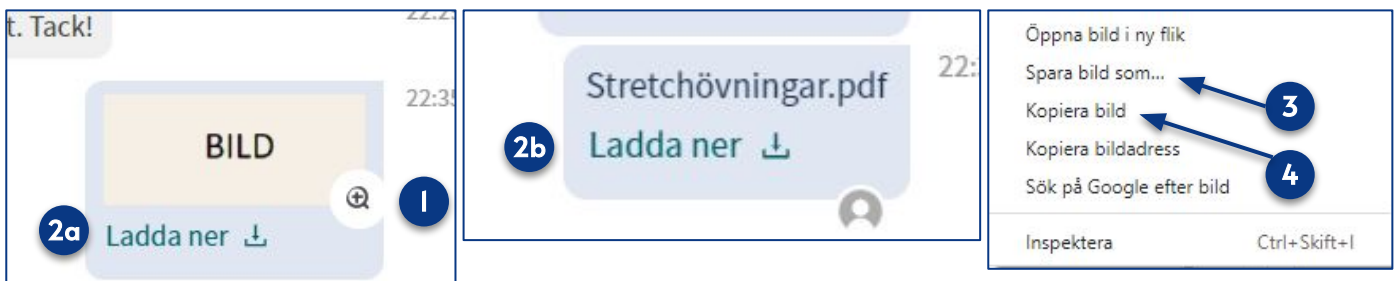 t. Tack!
BILD
22:35
1
2a
Ladda ner
Stretchövningar.pdf
22:
2b
Ladda ner
Öppna bild i ny flik
Spara bild som...
3
Kopiera bild
Kopiera bildadress
4
Sök på Google efter bild
Inspektera Ctrl+Skift+I